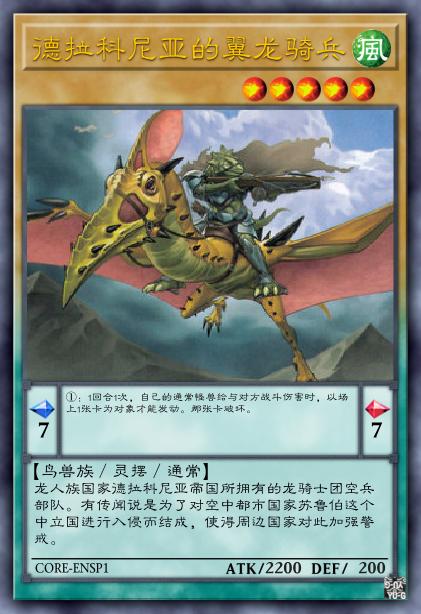 德拉科尼亚的翼龙骑兵
風
①：1回合1次，自己的通常怪兽给与对方战斗伤害时，以场
上1张卡为对象才能发动。那张卡破坏。
7
7
【鸟兽族／灵摆／通常】
龙人族国家德拉科尼亚帝国所拥有的龙骑士团空兵
部队。有传闻说是为了对空中都市国家苏鲁伯这个
中立国进行入侵而结成，使得周边国家对此加强警
戒。
CORE-ENSP1
ATK/2200 DEF/ 200